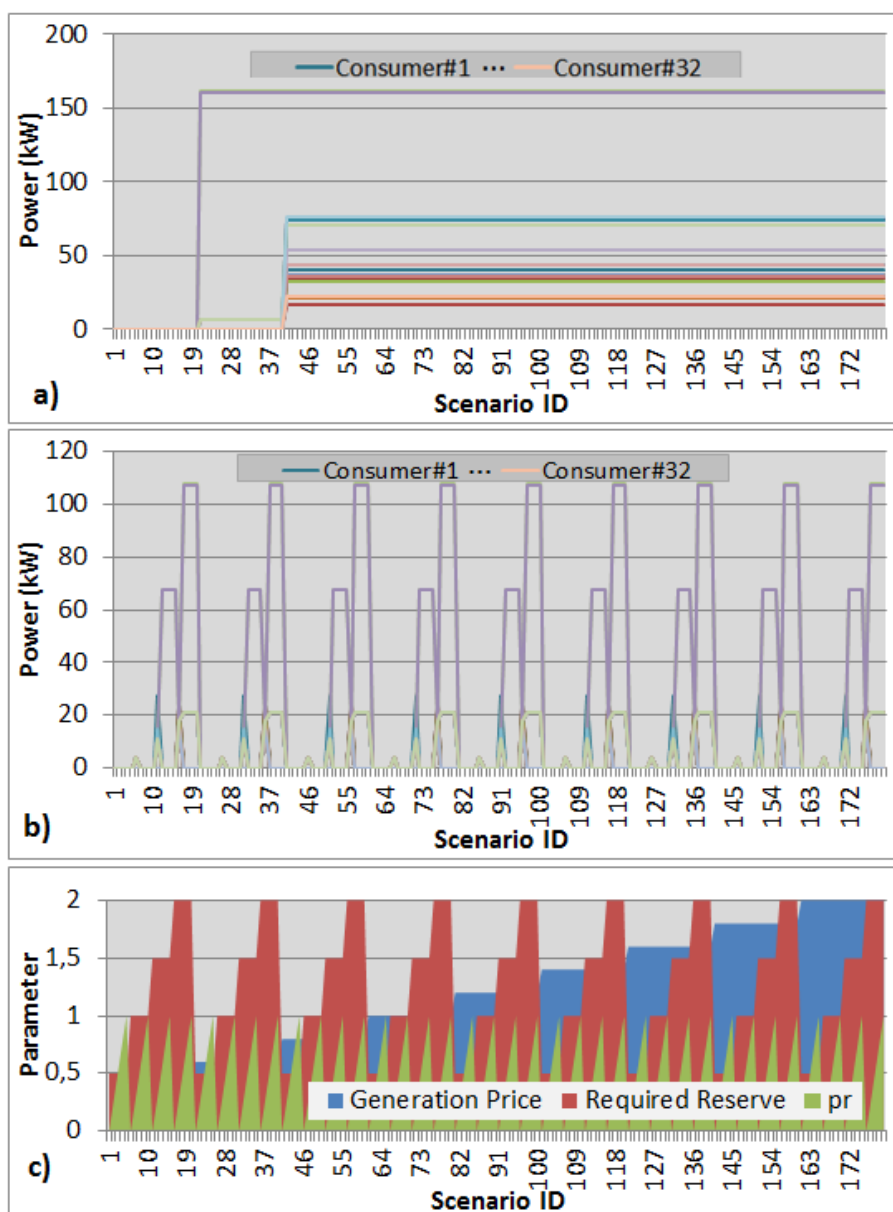 200
150
100
50
0
Power (kW)
Consumer#1 ••• Consumer#32
1 10 19 28 37 46 55 64 73 82 91 100 109 118 127 136 145 154 163 172
Scenario ID
a)
120
100
80
60
40
20
0
Power (kW)
Consumer#1 ••• Consumer#32
1 10 19 28 37 46 55 64 73 82 91 100 109 118 127 136 145 154 163 172
Scenario ID
b)
2
1,5
1
0,5
0
Parameter
Generation Price Required Reserve pr
1 10 19 28 37 46 55 64 73 82 91 100 109 118 127 136 145 154 163 172
Scenario ID
c)